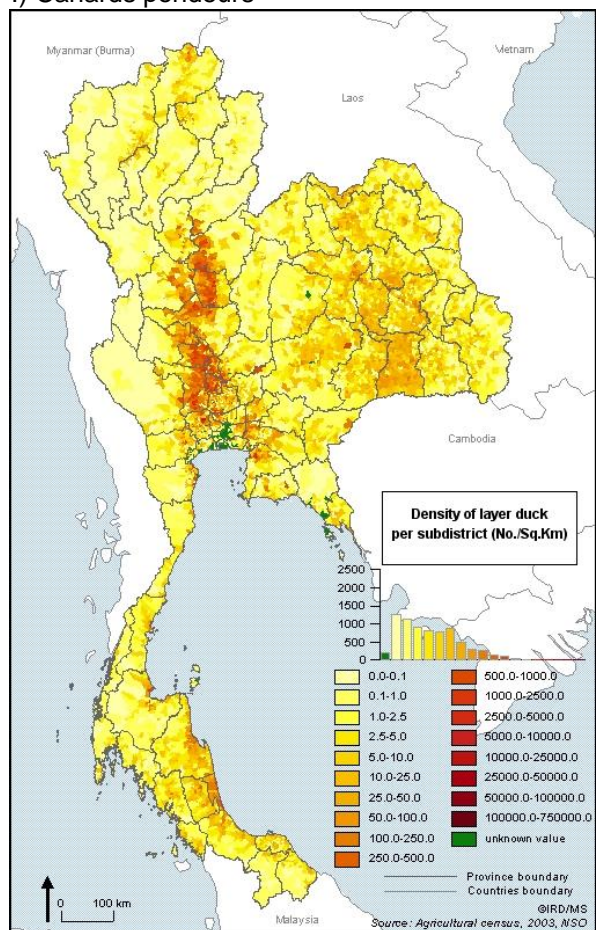 f) Canards pondeurs
Myanmar (Burma)
Vietnam
Laos
Cambodia
Density of layer duck
per subdistrict (No./Sq.Km)
2500
2000
1500
1000
500
0
0.0-0.1
0.1-1.0
1.0-2.5
2.5-5.0
5.0-10.0
10.0-25.0
25.0-50.0
50.0-100.0
100.0-250.0
250.0-500.0
500.0-1000.0
1000.0-2500.0
2500.0-5000.0
5000.0-10000.0
10000.0-25000.0
25000.0-50000.0
50000.0-100000.0
100000.0-750000.0
unknown value
Province boundary
Countries boundary
0 100 km
Malaysia
©IRD/MS
Source: Agricultural census, 2003, NSO